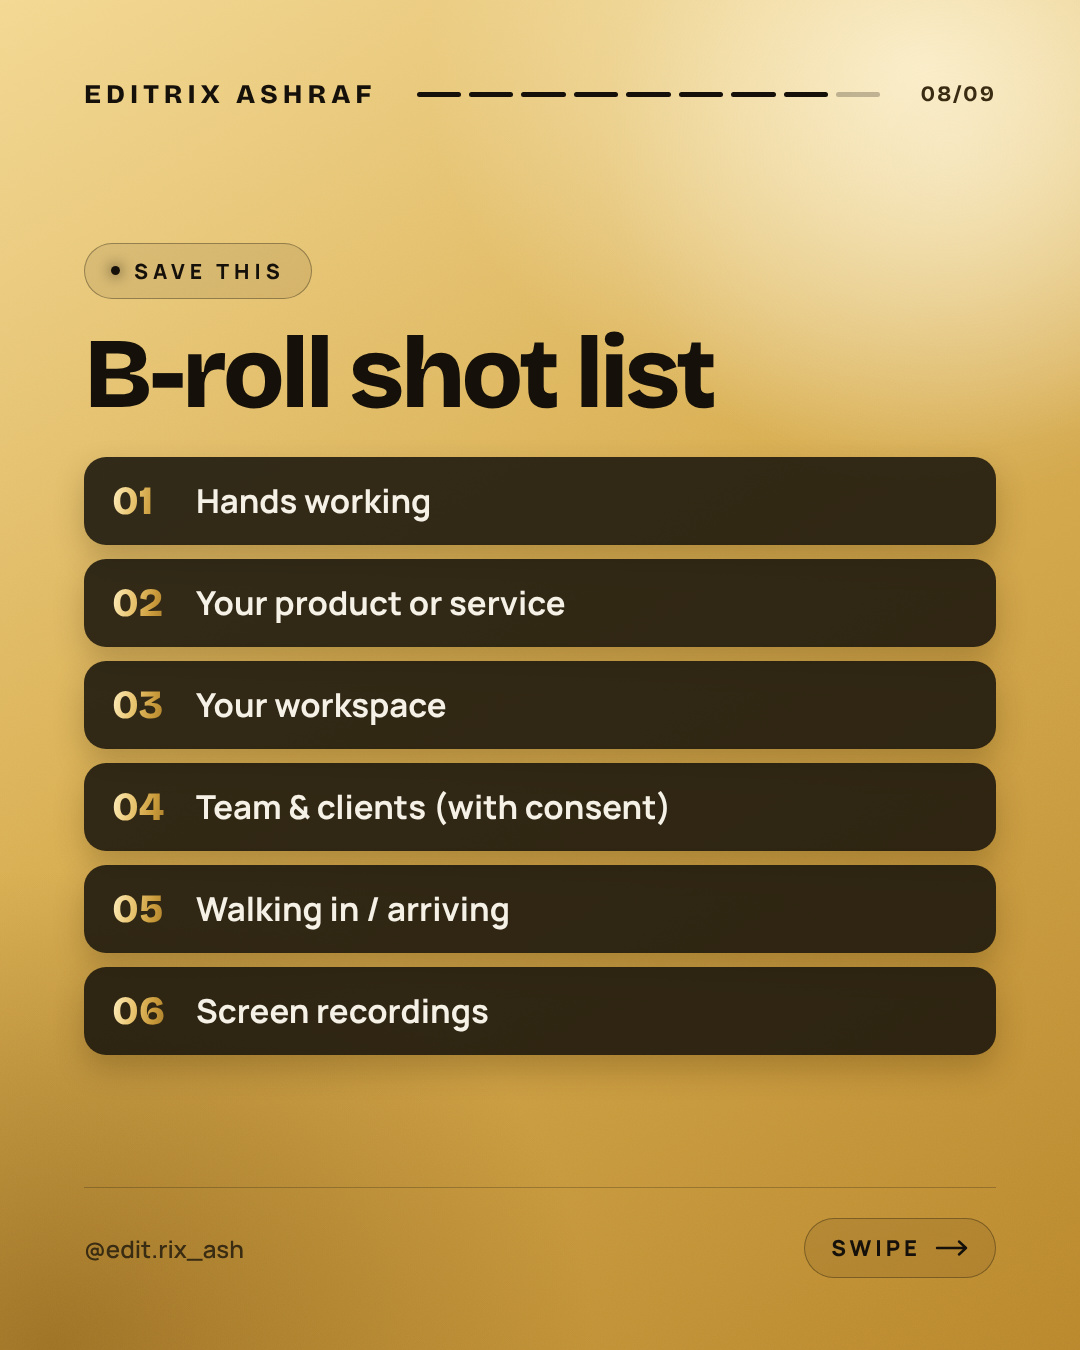 EDITRIX ASHRAF
08/09
SAVE THIS
B-roll shot list
01 Hands working
02 Your product or service
03 Your workspace
04 Team & clients (with consent)
05 Walking in / arriving
06 Screen recordings
@edit.rix_ash
SWIPE →